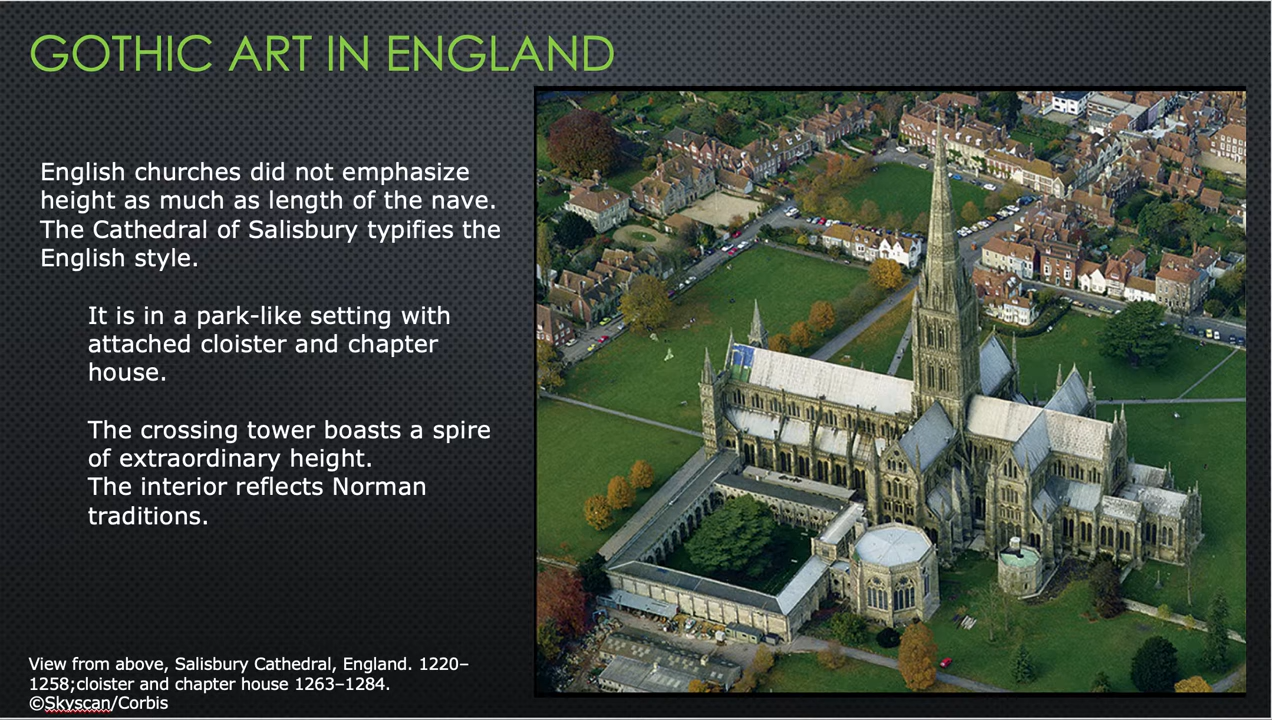 GOTHIC ART IN ENGLAND
English churches did not emphasize
height as much as length of the nave.
The Cathedral of Salisbury typifies the
English style.
It is in a park-like setting with
attached cloister and chapter
house.
The crossing tower boasts a spire
of extraordinary height.
The interior reflects Norman
traditions.
View from above, Salisbury Cathedral, England. 1220–
1258;cloister and chapter house 1263–1284.
©Skyscan/Corbis